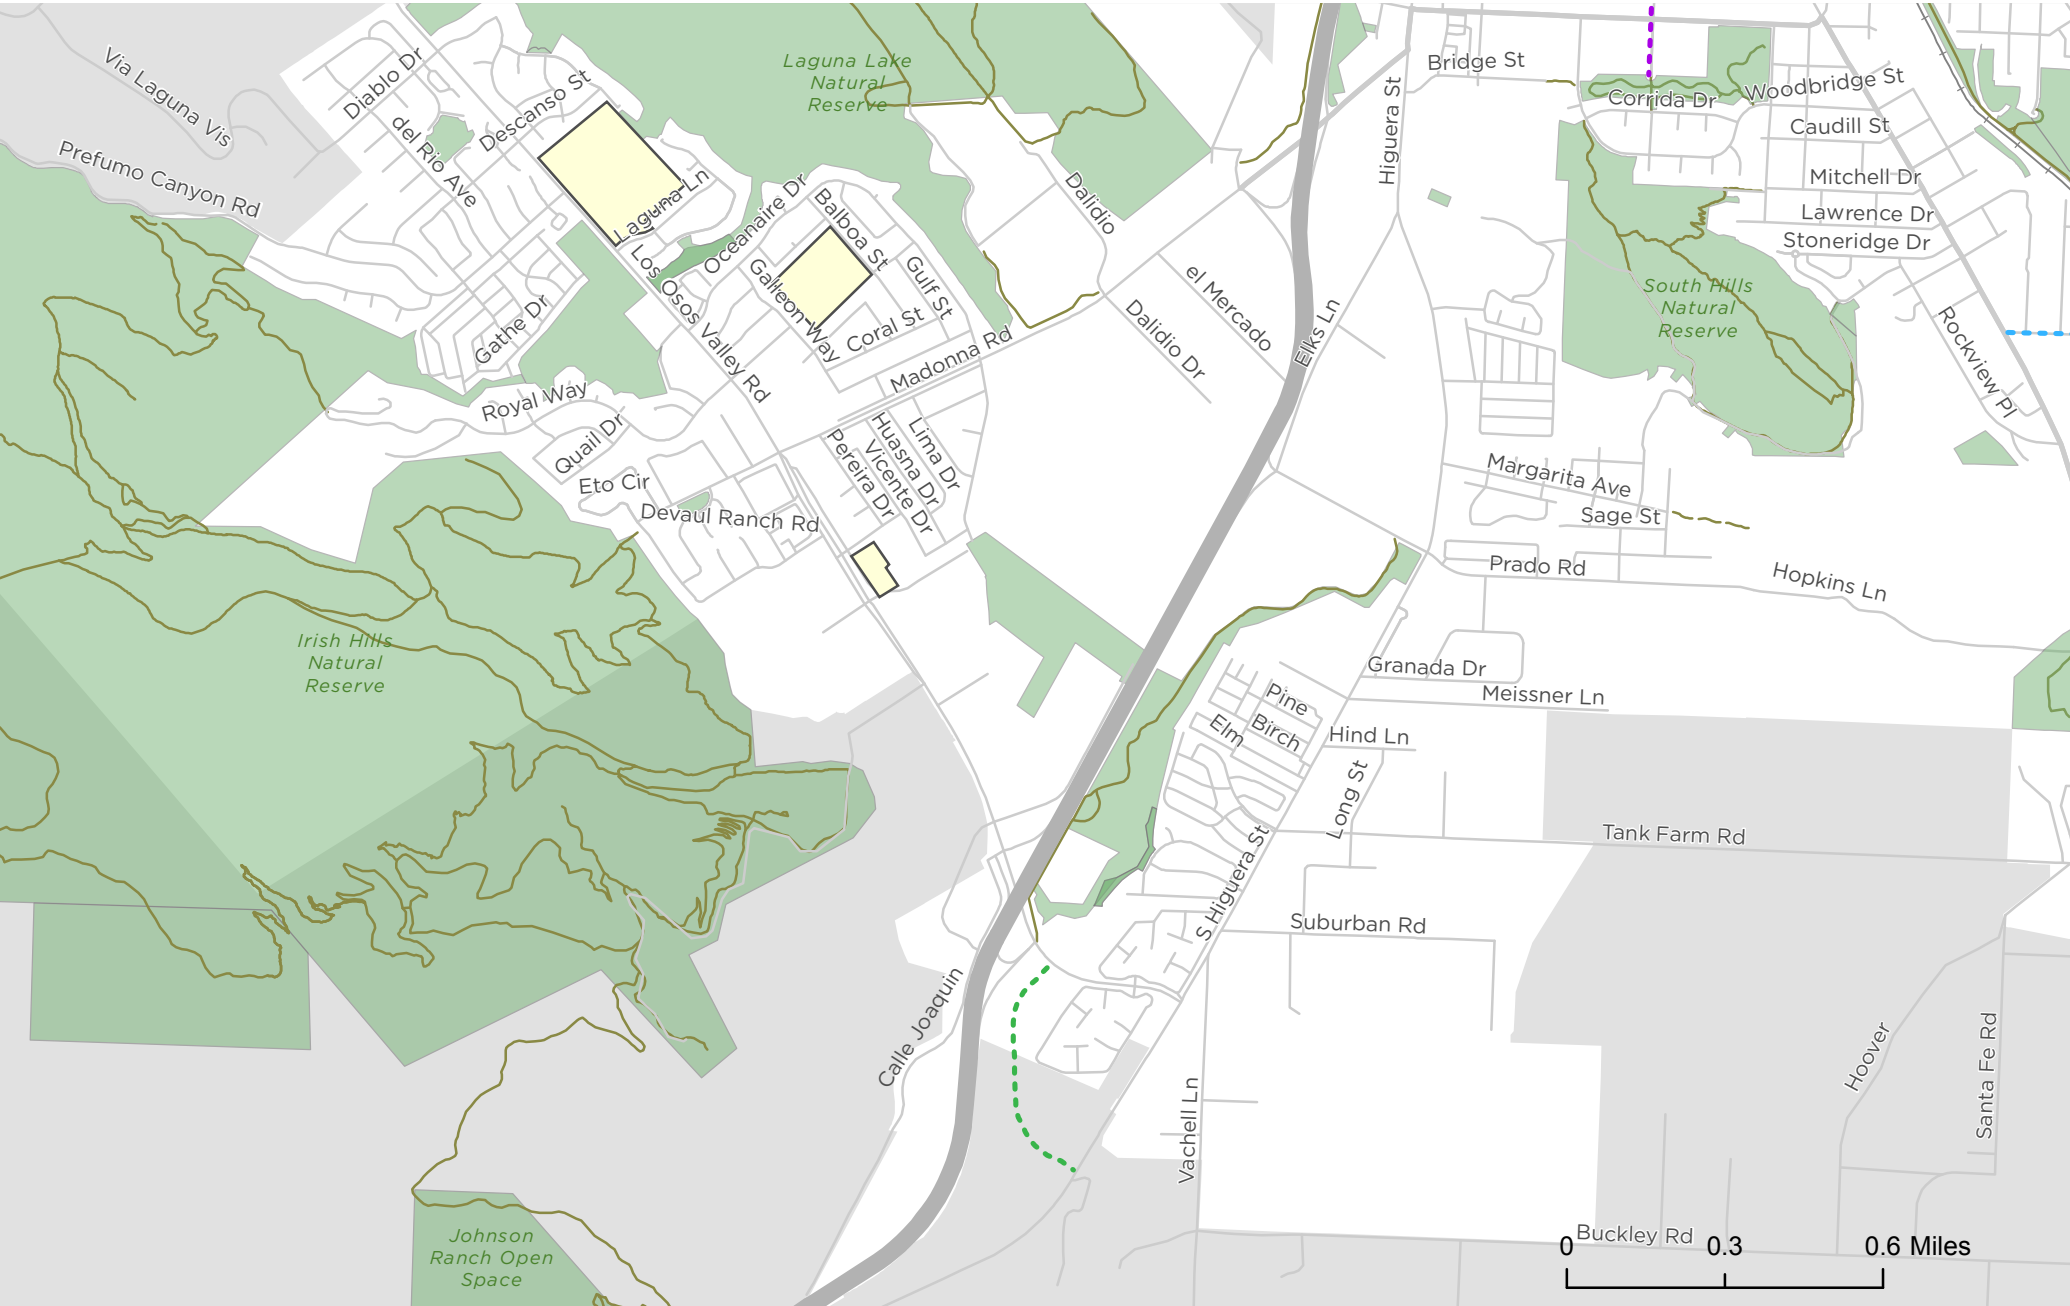 Via Laguna Vis
Diablo Dr
Descanso St
del Rio Ave
Prefumo Canyon Rd
Laguna Lake
Natural
Reserve
Laguna Ln
Oceanaire Dr
Balboa St
Gulf St
Galleon Way
Coral St
Los Osos Valley Rd
Madonna Rd
Gathe Dr
Royal Way
Quail Dr
Eto Cir
Devaul Ranch Rd
Pereira Dr
Vicente Dr
Huasna Dr
Lima Dr
Dalidio
Dalidio Dr
el Mercado
Elks Ln
Higuera St
Bridge St
Corrida Dr
Woodbridge St
Caudill St
Mitchell Dr
Lawrence Dr
Stoneridge Dr
South Hills
Natural
Reserve
Rockview Pl
Margarita Ave
Sage St
Prado Rd
Hopkins Ln
Irish Hills
Natural
Reserve
Granada Dr
Meissner Ln
Pine
Birch
Elm
Hind Ln
Long St
Tank Farm Rd
S Higuera St
Suburban Rd
Calle Joaquin
Vachell Ln
Hoover
Santa Fe Rd
Buckley Rd
Johnson
Ranch Open
Space
0 0.3 0.6 Miles